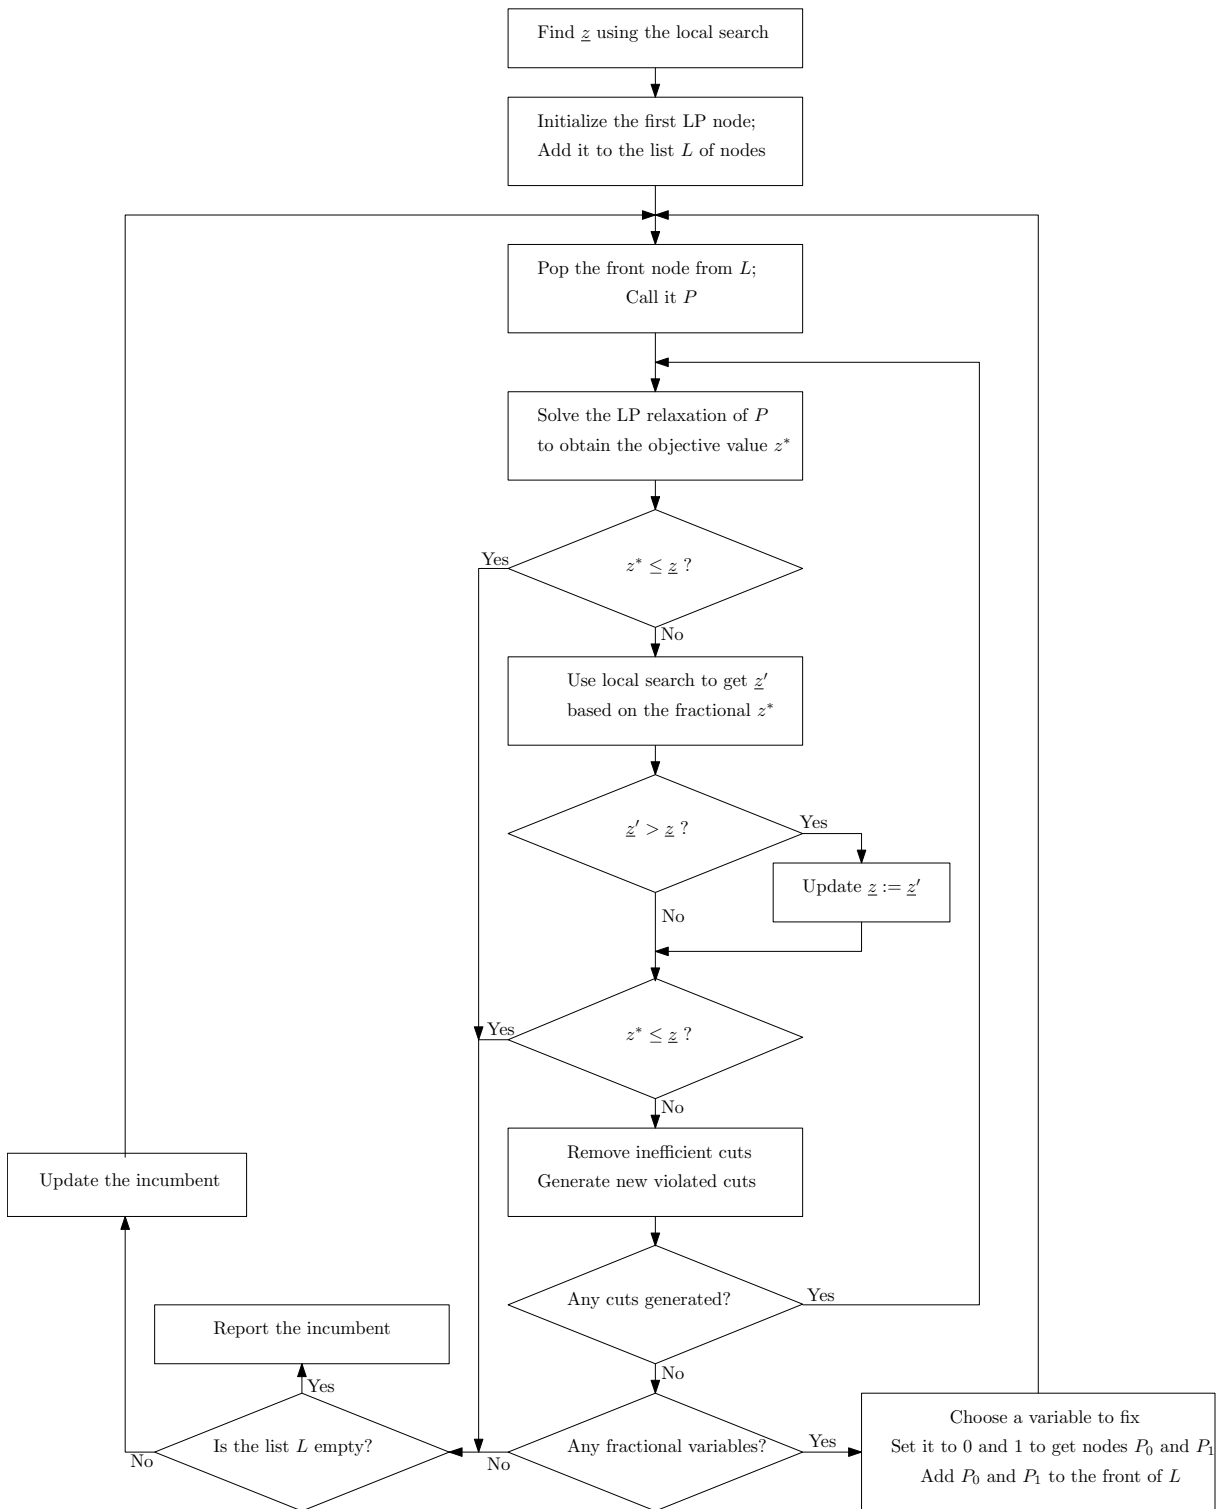 Find z̲ using the local search
Initialize the first LP node;
Add it to the list L of nodes
Pop the front node from L;
Call it P
Solve the LP relaxation of P
to obtain the objective value z*
Yes
z* ≤ z̲ ?
No
Use local search to get z̲′
based on the fractional z*
z̲′ > z̲ ?
Yes
Update z̲ := z̲′
No
Yes
z* ≤ z̲ ?
No
Remove inefficient cuts
Generate new violated cuts
Update the incumbent
Any cuts generated?
Yes
Report the incumbent
No
Yes
Is the list L empty?
No
Any fractional variables?
No
Yes
Choose a variable to fix
Set it to 0 and 1 to get nodes P₀ and P₁
Add P₀ and P₁ to the front of L